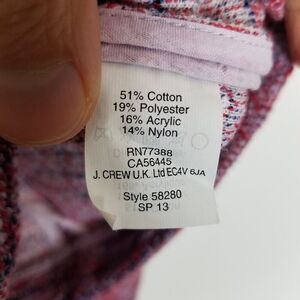 51% Cotton
19% Polyester
16% Acrylic
14% Nylon
RN77388
CA56445
J. CREW U.K. Ltd EC4V 6JA
Style 58280
SP 13